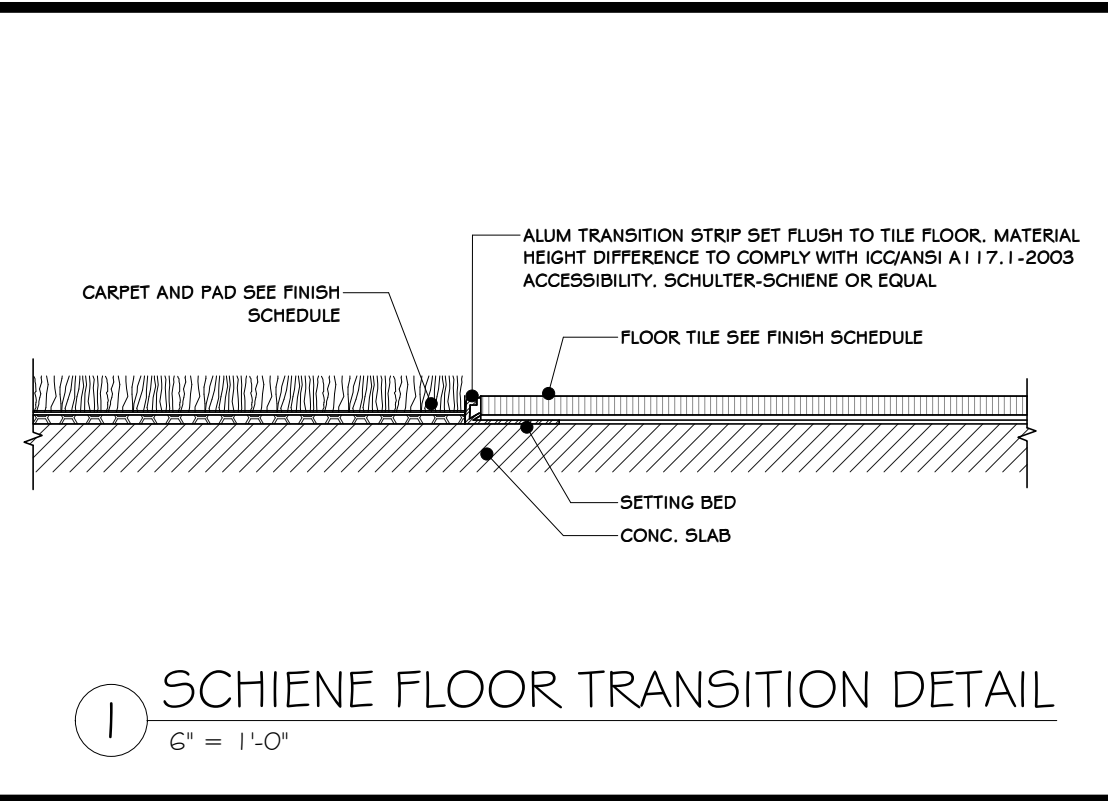 ALUM TRANSITION STRIP SET FLUSH TO TILE FLOOR. MATERIAL
HEIGHT DIFFERENCE TO COMPLY WITH ICC/ANSI A117.1-2003
ACCESSIBILITY. SCHULTER-SCHIENE OR EQUAL
CARPET AND PAD SEE FINISH
SCHEDULE
FLOOR TILE SEE FINISH SCHEDULE
SETTING BED
CONC. SLAB
1
SCHIENE FLOOR TRANSITION DETAIL
6" = 1'-0"